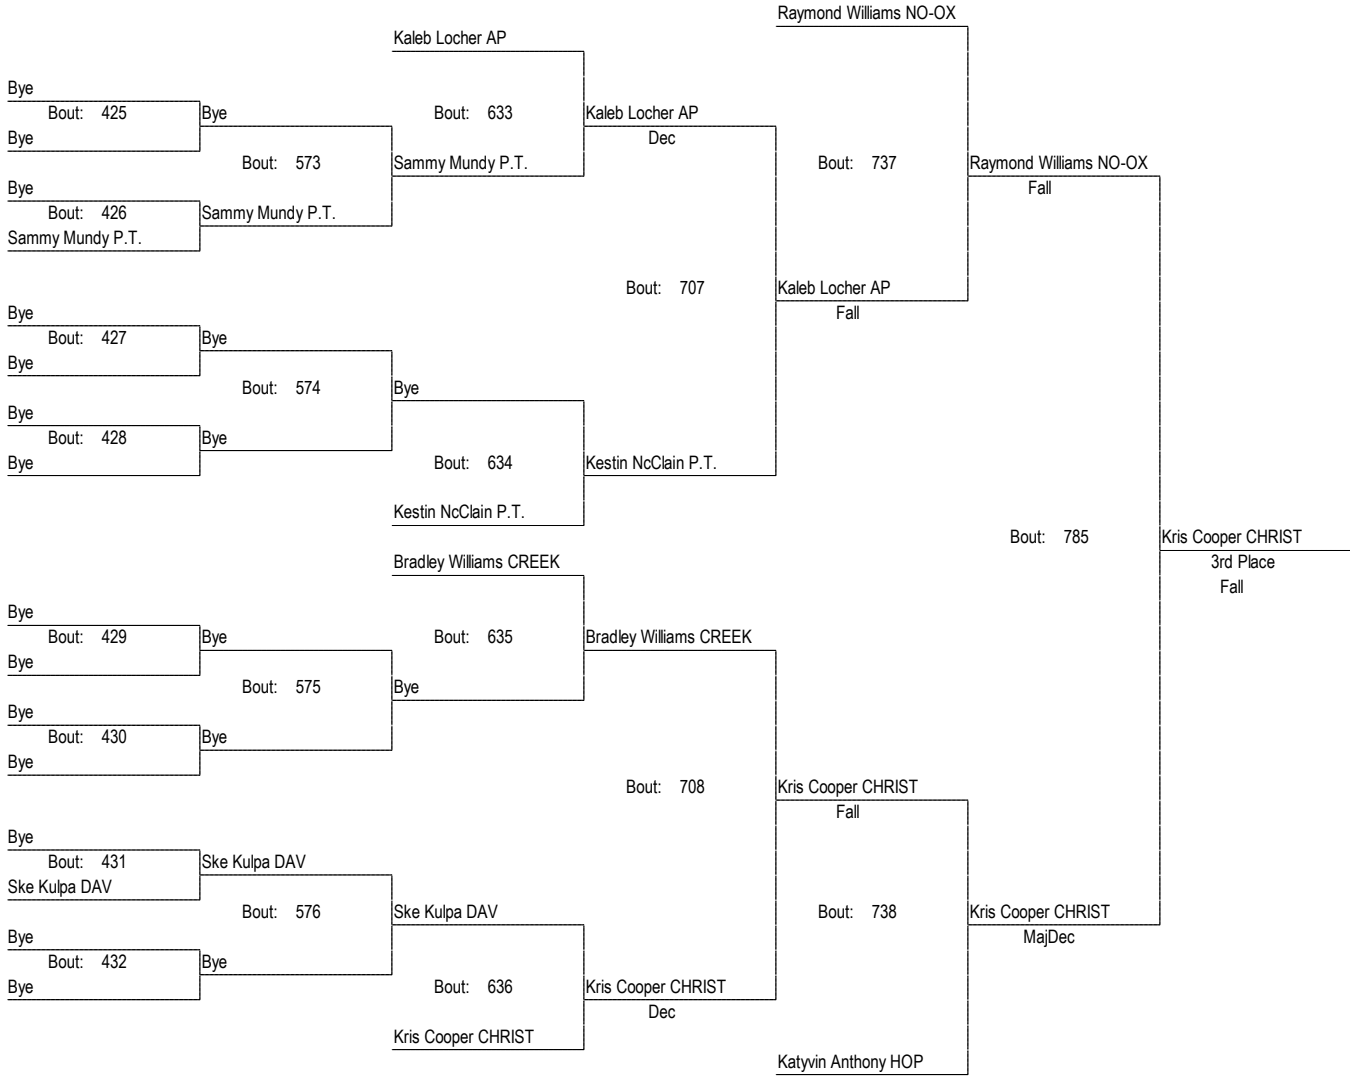 Raymond Williams NO-OX
Kaleb Locher AP
Bye
Bout: 425
Bye
Bout: 633
Kaleb Locher AP
Bye
Dec
Bout: 573
Sammy Mundy P.T.
Bout: 737
Raymond Williams NO-OX
Bye
Fall
Bout: 426
Sammy Mundy P.T.
Sammy Mundy P.T.
Bout: 707
Kaleb Locher AP
Bye
Fall
Bout: 427
Bye
Bye
Bout: 574
Bye
Bye
Bout: 428
Bye
Bye
Bout: 634
Kestin NcClain P.T.
Kestin NcClain P.T.
Bout: 785
Kris Cooper CHRIST
Bradley Williams CREEK
3rd Place
Fall
Bye
Bout: 429
Bye
Bout: 635
Bradley Williams CREEK
Bye
Bout: 575
Bye
Bye
Bout: 430
Bye
Bye
Bout: 708
Kris Cooper CHRIST
Fall
Bye
Bout: 431
Ske Kulpa DAV
Ske Kulpa DAV
Bout: 576
Ske Kulpa DAV
Bout: 738
Kris Cooper CHRIST
Bye
MajDec
Bout: 432
Bye
Bye
Bout: 636
Kris Cooper CHRIST
Dec
Kris Cooper CHRIST
Katyvin Anthony HOP